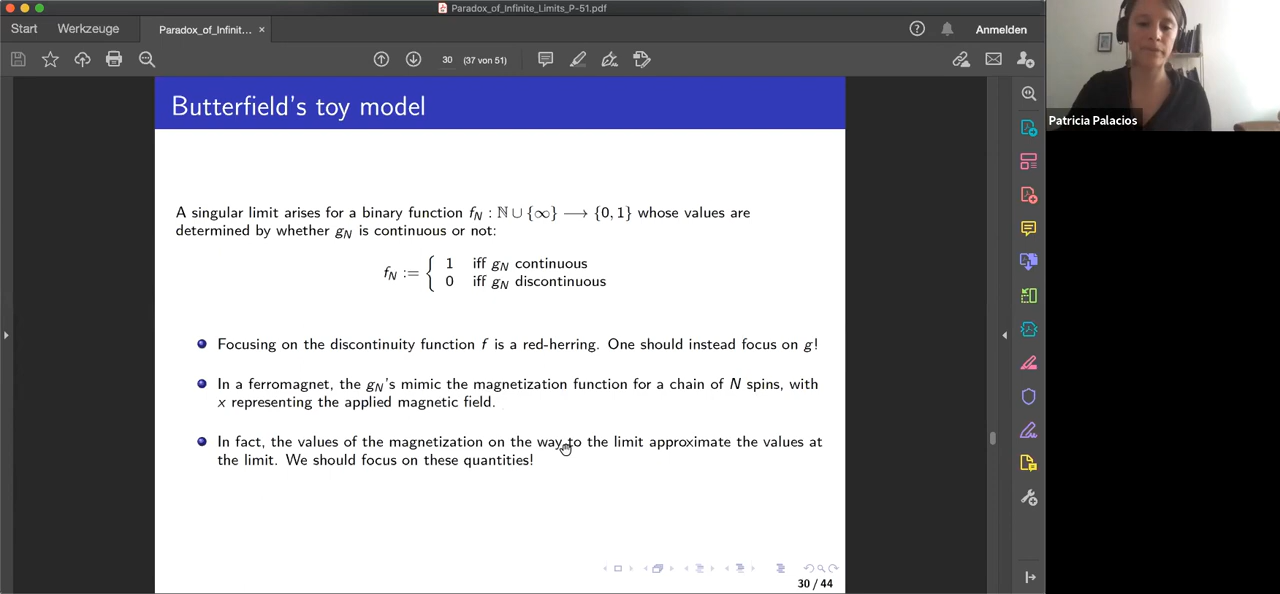 Paradox_of_Infinite_Limits_P-51.pdf
Start Werkzeuge Paradox_of_Infinit... × Anmelden
30 (37 von 51)
Patricia Palacios
Butterfield's toy model
A singular limit arises for a binary function f_N : ℕ ∪ {∞} ⟶ {0, 1} whose values are
determined by whether g_N is continuous or not:
f_N := { 1 iff g_N continuous
0 iff g_N discontinuous
Focusing on the discontinuity function f is a red-herring. One should instead focus on g!
In a ferromagnet, the g_N's mimic the magnetization function for a chain of N spins, with
x representing the applied magnetic field.
In fact, the values of the magnetization on the way to the limit approximate the values at
the limit. We should focus on these quantities!
30 / 44